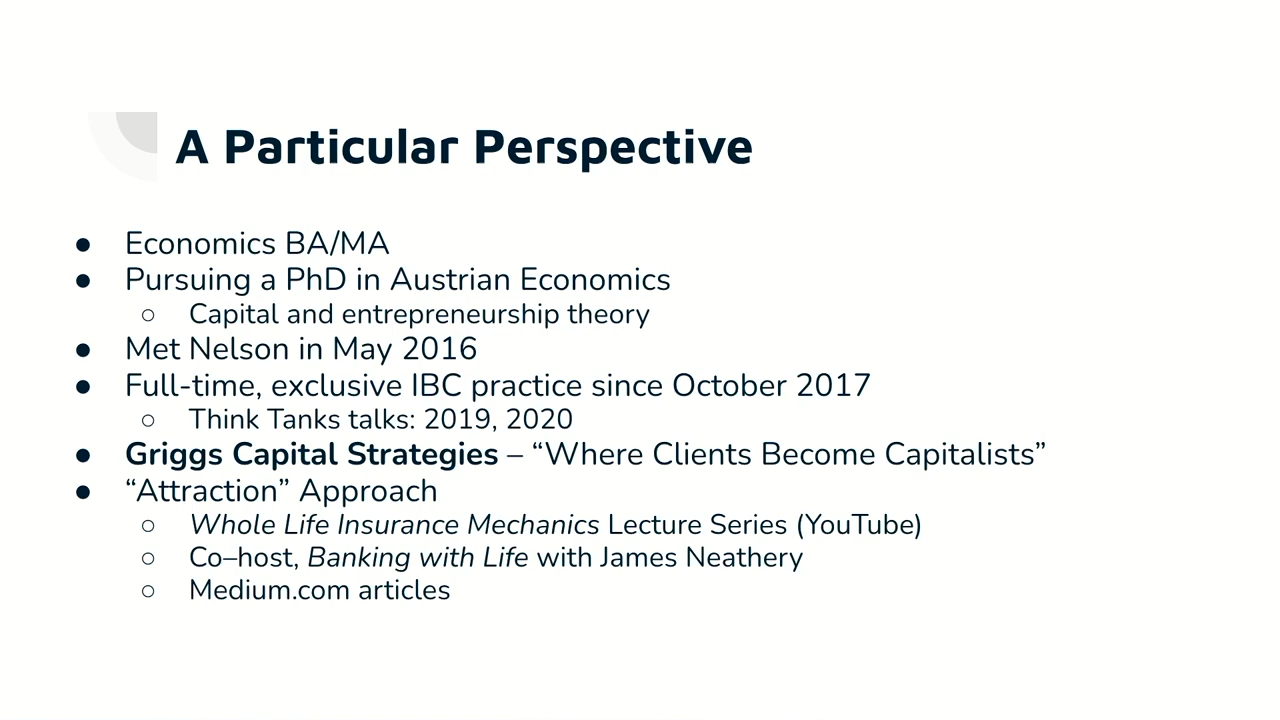 A Particular Perspective
● Economics BA/MA
● Pursuing a PhD in Austrian Economics
○ Capital and entrepreneurship theory
● Met Nelson in May 2016
● Full-time, exclusive IBC practice since October 2017
○ Think Tanks talks: 2019, 2020
● Griggs Capital Strategies – “Where Clients Become Capitalists”
● “Attraction” Approach
○ Whole Life Insurance Mechanics Lecture Series (YouTube)
○ Co–host, Banking with Life with James Neathery
○ Medium.com articles